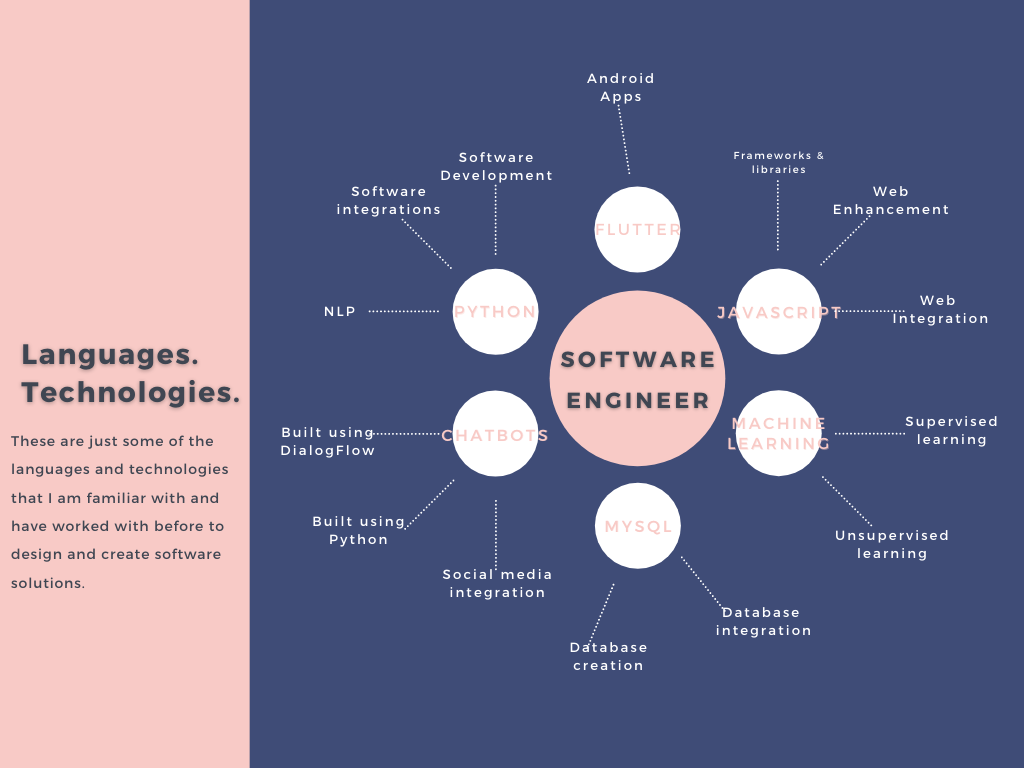 Languages.
Technologies.
These are just some of the
languages and technologies
that I am familiar with and
have worked with before to
design and create software
solutions.
Android
Apps
FLUTTER
Software
Development
Software
integrations
NLP
PYTHON
Frameworks &
libraries
Web
Enhancement
Web
Integration
JAVASCRIPT
SOFTWARE
ENGINEER
Built using
DialogFlow
CHATBOTS
Built using
Python
Social media
integration
MACHINE
LEARNING
Supervised
learning
Unsupervised
learning
MYSQL
Database
creation
Database
integration